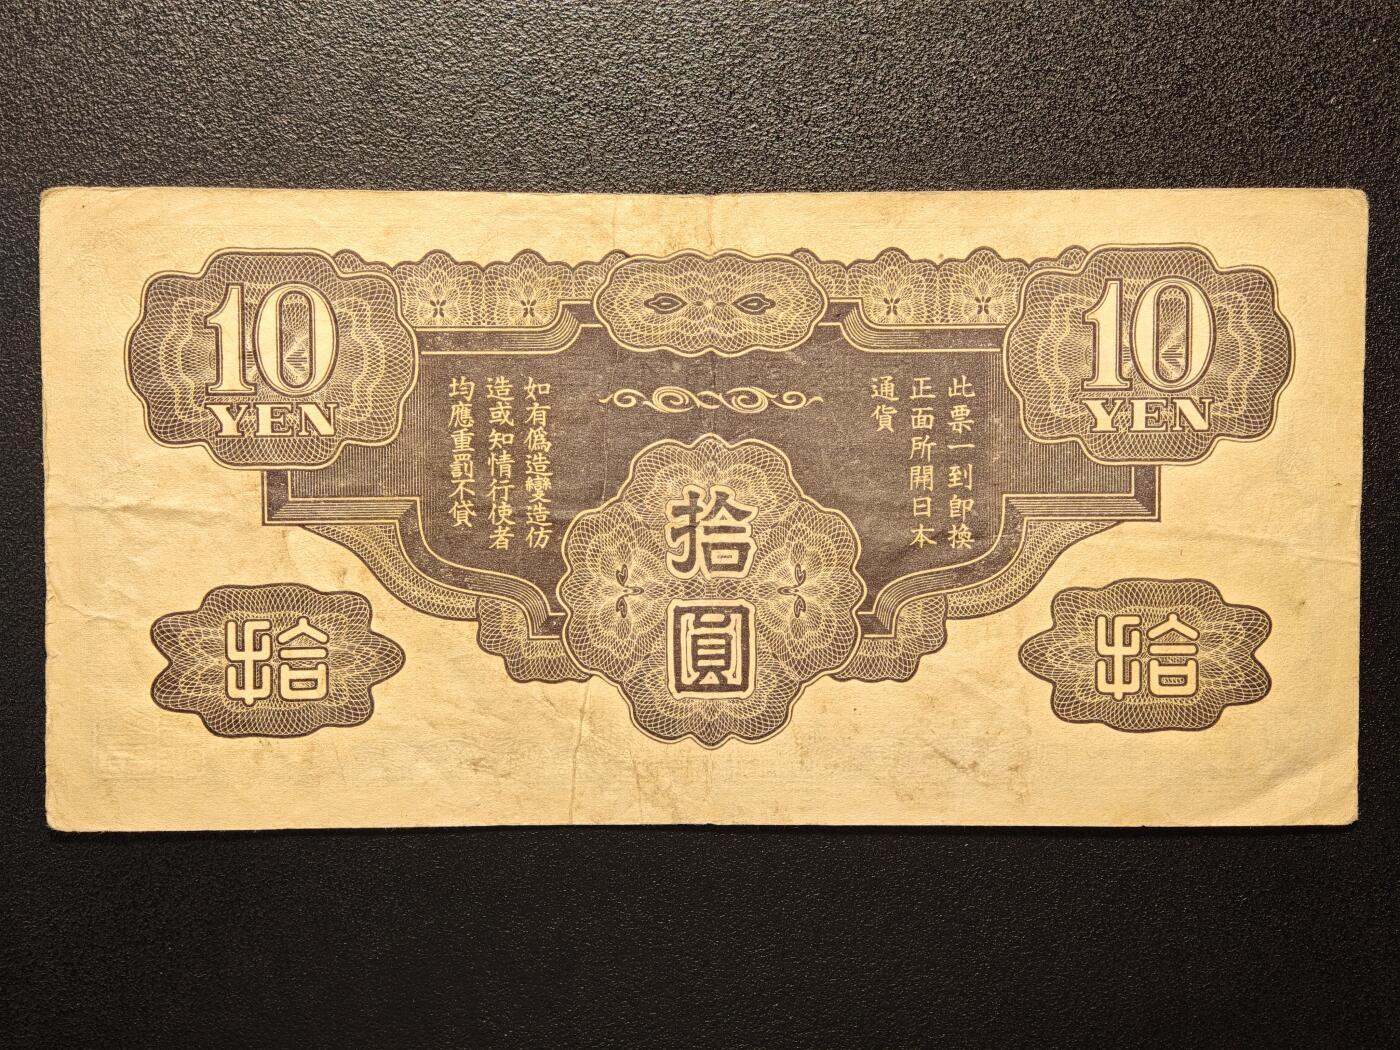 10
YEN
10
YEN
此票一到卽換
正面所開日本
通貨
如有僞造變造仿
造或知情行使者
均應重罰不貸
拾圓
拾
拾